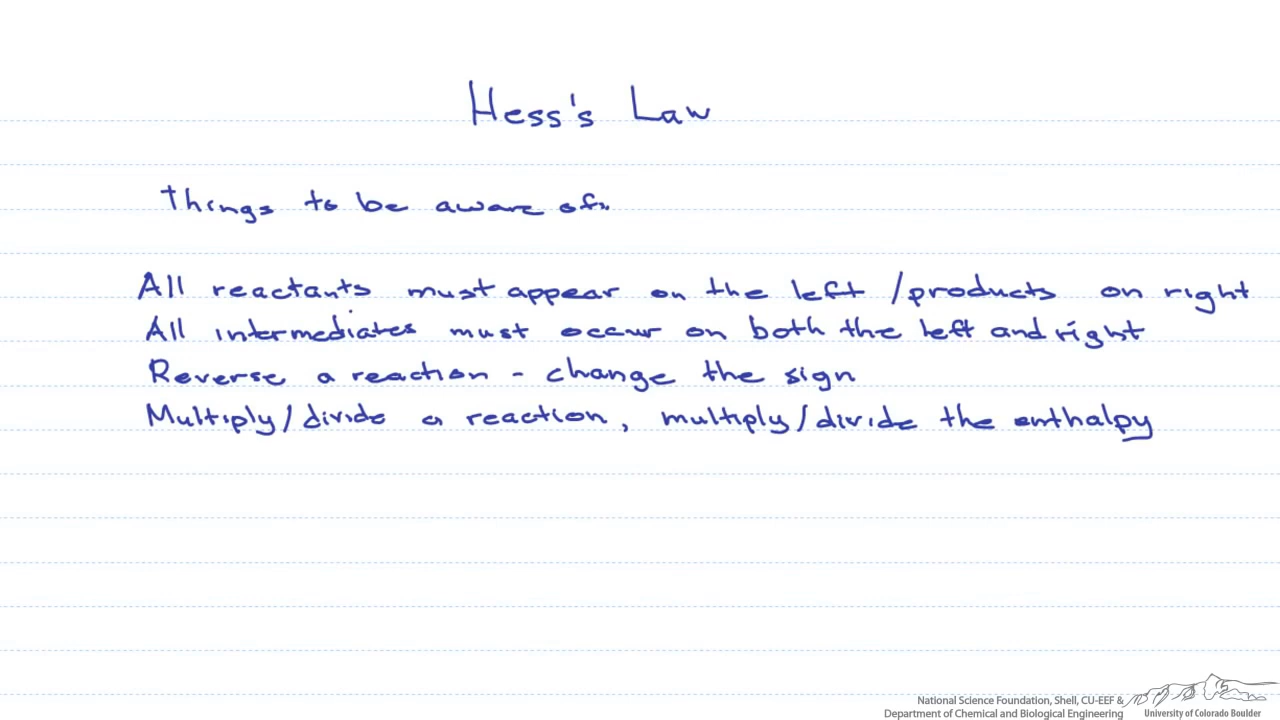 Hess's Law
Things to be aware of:
All reactants must appear on the left / products on right
All intermediates must occur on both the left and right
Reverse a reaction - change the sign
Multiply/divide a reaction, multiply/divide the enthalpy
National Science Foundation, Shell, CU-EEF &
Department of Chemical and Biological Engineering
University of Colorado Boulder